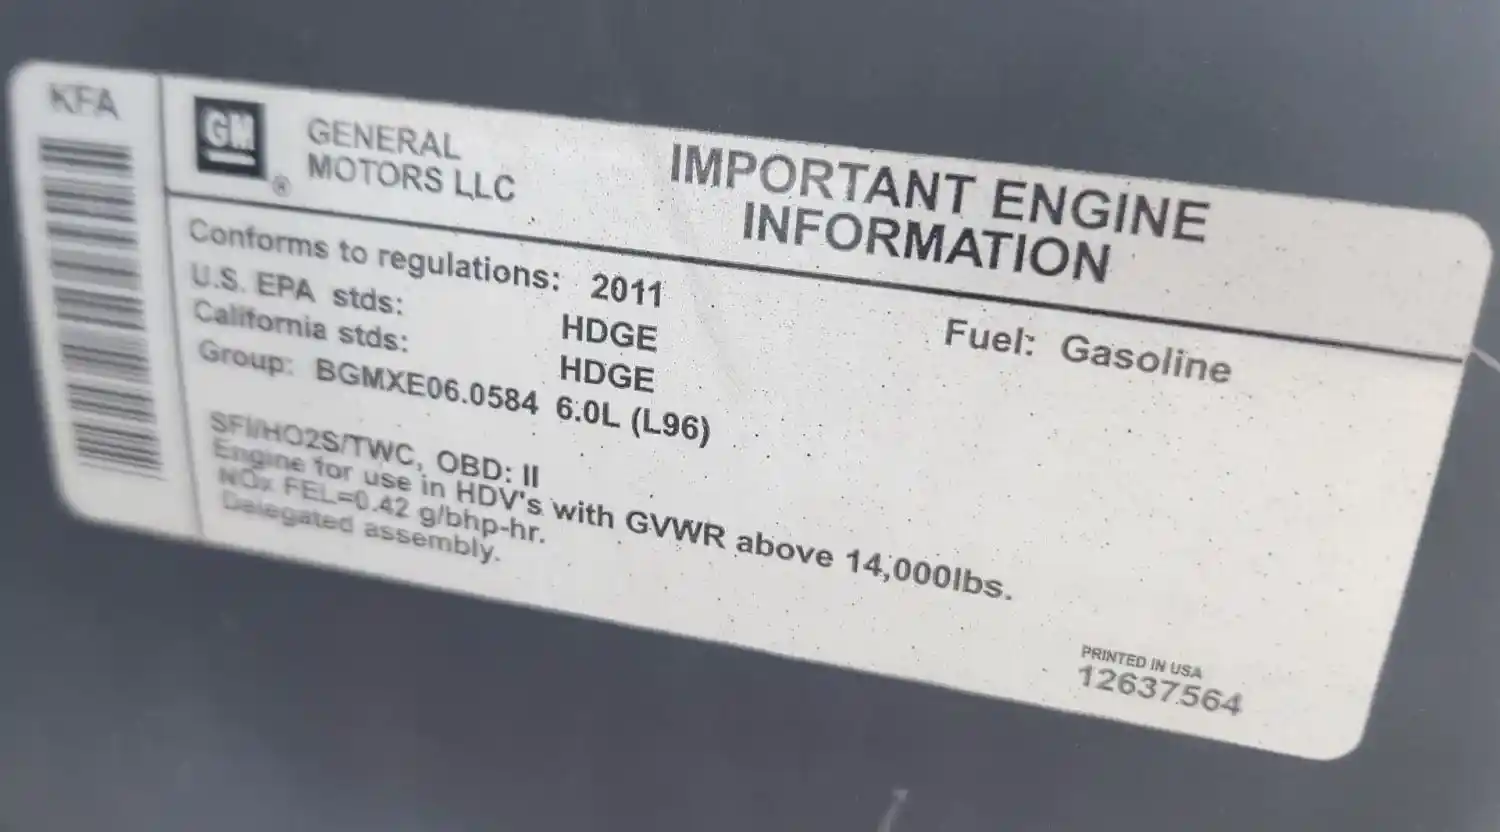 KFA
GM
®
GENERAL
MOTORS LLC
IMPORTANT ENGINE
INFORMATION
Conforms to regulations: 2011
U.S. EPA stds: HDGE
California stds: HDGE
Group: BGMXE06.0584 6.0L (L96)
Fuel: Gasoline
SFI/HO2S/TWC, OBD: II
Engine for use in HDV's with GVWR above 14,000lbs.
NOx FEL=0.42 g/bhp-hr.
Delegated assembly.
PRINTED IN USA
12637564